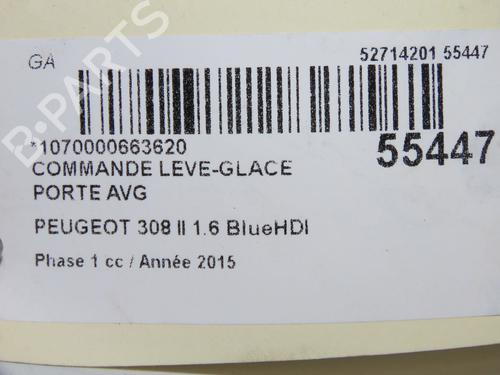 GA
52714201 55447
*1070000663620
55447
COMMANDE LEVE-GLACE
PORTE AVG
PEUGEOT 308 II 1.6 BlueHDI
Phase 1 cc / Année 2015
B-PARTS